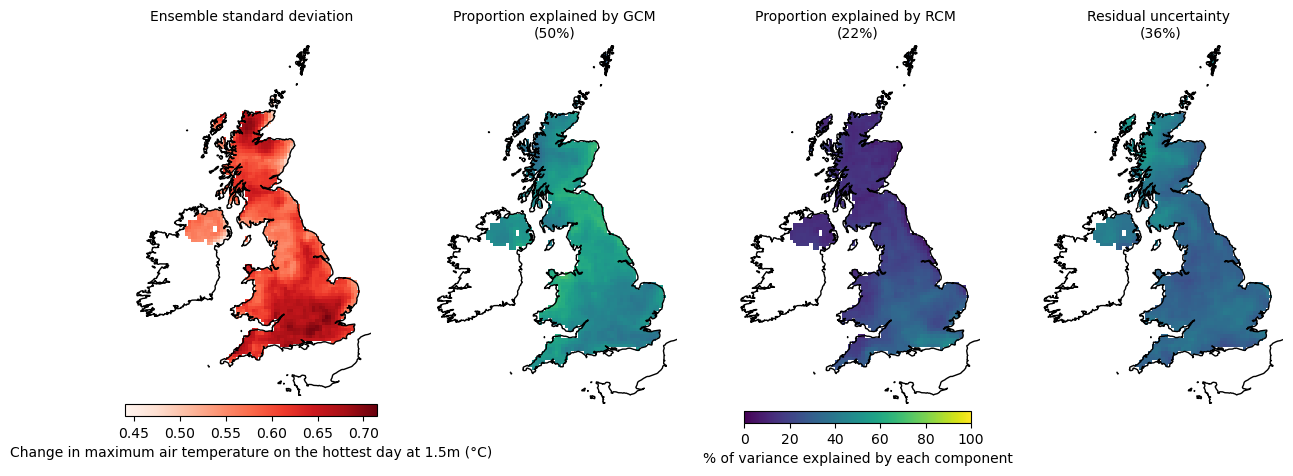 Ensemble standard deviation
Proportion explained by GCM
(50%)
Proportion explained by RCM
(22%)
Residual uncertainty
(36%)
0.45 0.50 0.55 0.60 0.65 0.70
Change in maximum air temperature on the hottest day at 1.5m (°C)
0 20 40 60 80 100
% of variance explained by each component